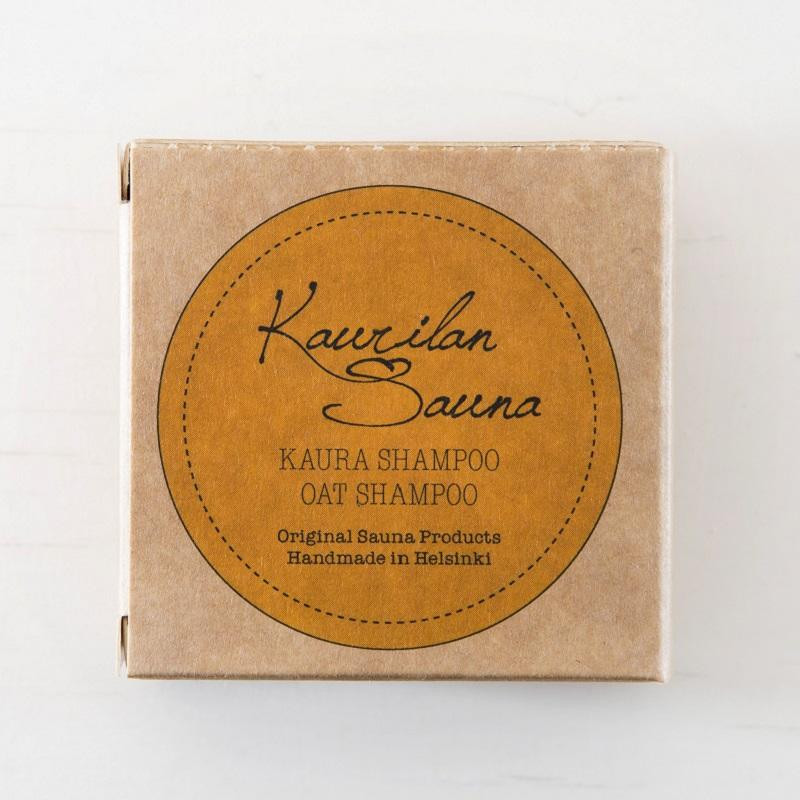 Kaurilan
Sauna
KAURA SHAMPOO
OAT SHAMPOO
Original Sauna Products
Handmade in Helsinki